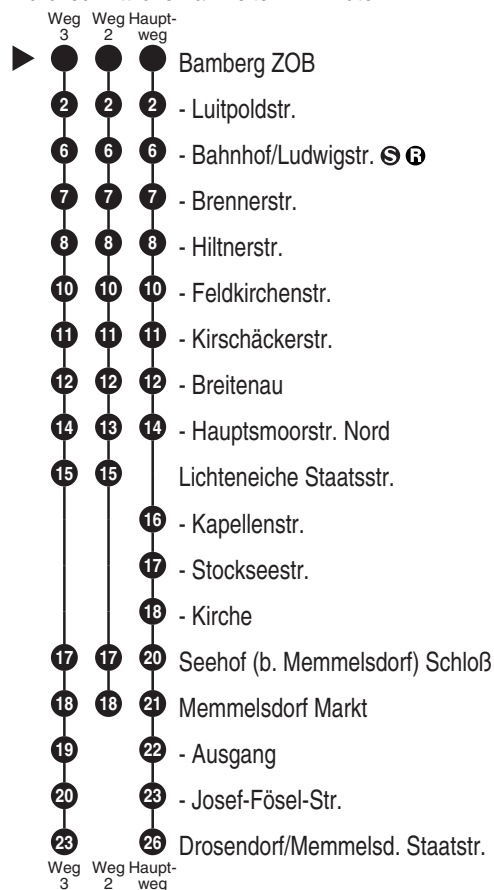 Weg Weg Haupt-
3 2 weg
Bamberg ZOB
2 2 2 - Luitpoldstr.
6 6 6 - Bahnhof/Ludwigstr. S R
7 7 7 - Brennerstr.
8 8 8 - Hiltnerstr.
10 10 10 - Feldkirchenstr.
11 11 11 - Kirschäckerstr.
12 12 12 - Breitenau
14 13 14 - Hauptsmoorstr. Nord
15 15 Lichteneiche Staatsstr.
16 - Kapellenstr.
17 - Stockseestr.
18 - Kirche
17 17 20 Seehof (b. Memmelsdorf) Schloß
18 18 21 Memmelsdorf Markt
19 22 - Ausgang
20 23 - Josef-Fösel-Str.
23 26 Drosendorf/Memmelsd. Staatstr.
Weg Weg Haupt-
3 2 weg